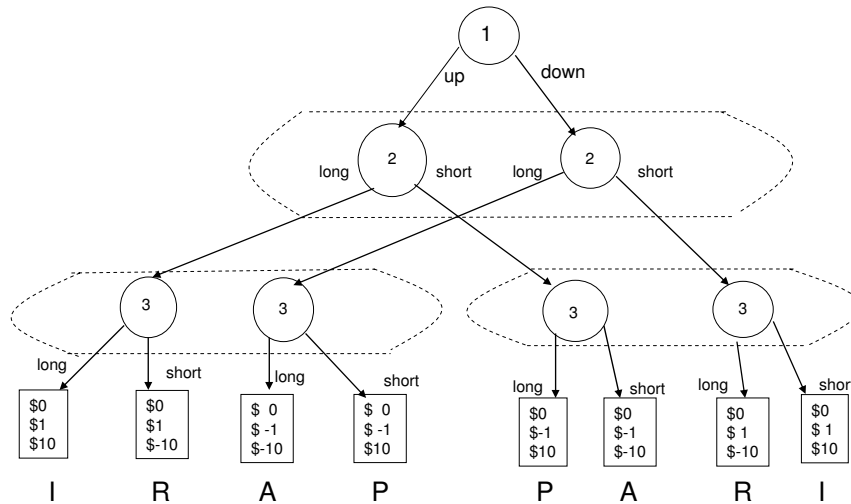 1
up
down
2
2
long
short
long
short
3
3
3
3
long
short
long
short
long
short
long
short
$0
$1
$10
$0
$1
$-10
$ 0
$ -1
$-10
$ 0
$ -1
$10
$0
$-1
$10
$0
$-1
$-10
$0
$ 1
$-10
$0
$ 1
$10
I
R
A
P
P
A
R
I